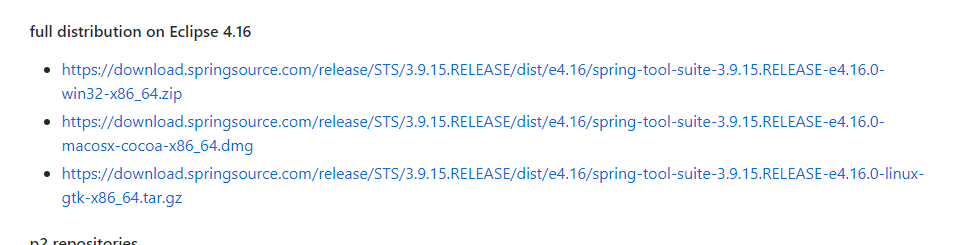 full distribution on Eclipse 4.16
https://download.springsource.com/release/STS/3.9.15.RELEASE/dist/e4.16/spring-tool-suite-3.9.15.RELEASE-e4.16.0-
win32-x86_64.zip
https://download.springsource.com/release/STS/3.9.15.RELEASE/dist/e4.16/spring-tool-suite-3.9.15.RELEASE-e4.16.0-
macosx-cocoa-x86_64.dmg
https://download.springsource.com/release/STS/3.9.15.RELEASE/dist/e4.16/spring-tool-suite-3.9.15.RELEASE-e4.16.0-linux-
gtk-x86_64.tar.gz
p2 repositories